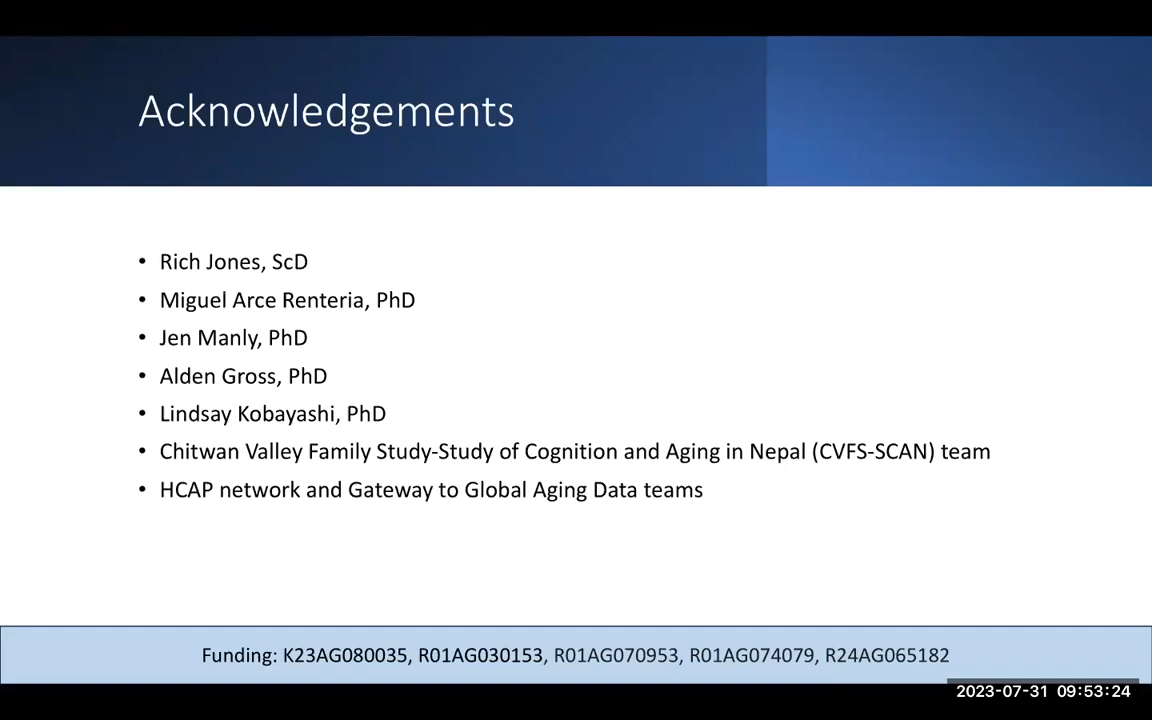 Acknowledgements
• Rich Jones, ScD
• Miguel Arce Renteria, PhD
• Jen Manly, PhD
• Alden Gross, PhD
• Lindsay Kobayashi, PhD
• Chitwan Valley Family Study-Study of Cognition and Aging in Nepal (CVFS-SCAN) team
• HCAP network and Gateway to Global Aging Data teams
Funding: K23AG080035, R01AG030153, R01AG070953, R01AG074079, R24AG065182
2023-07-31 09:53:24